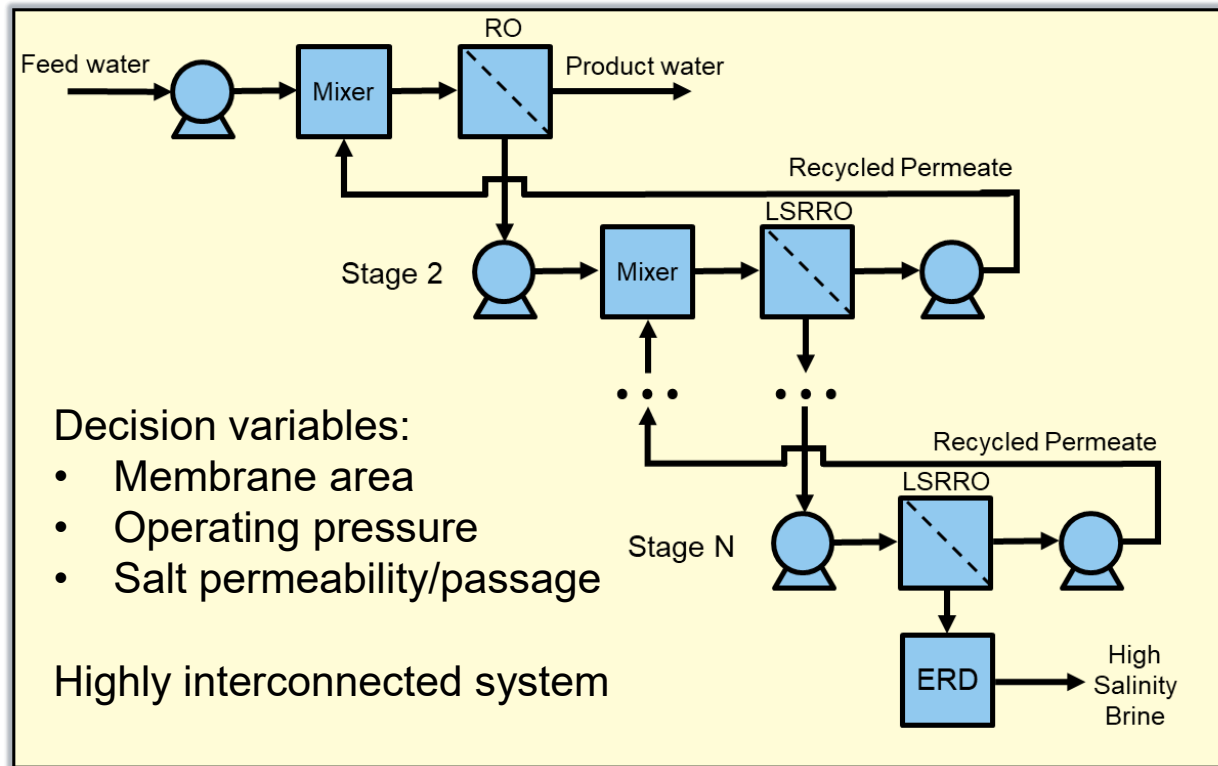 RO
Feed water
Mixer
Product water
Recycled Permeate
LSRRO
Stage 2
Mixer
• • •
• • •
Decision variables:
• Membrane area
• Operating pressure
• Salt permeability/passage
Highly interconnected system
Recycled Permeate
LSRRO
Stage N
ERD
High
Salinity
Brine